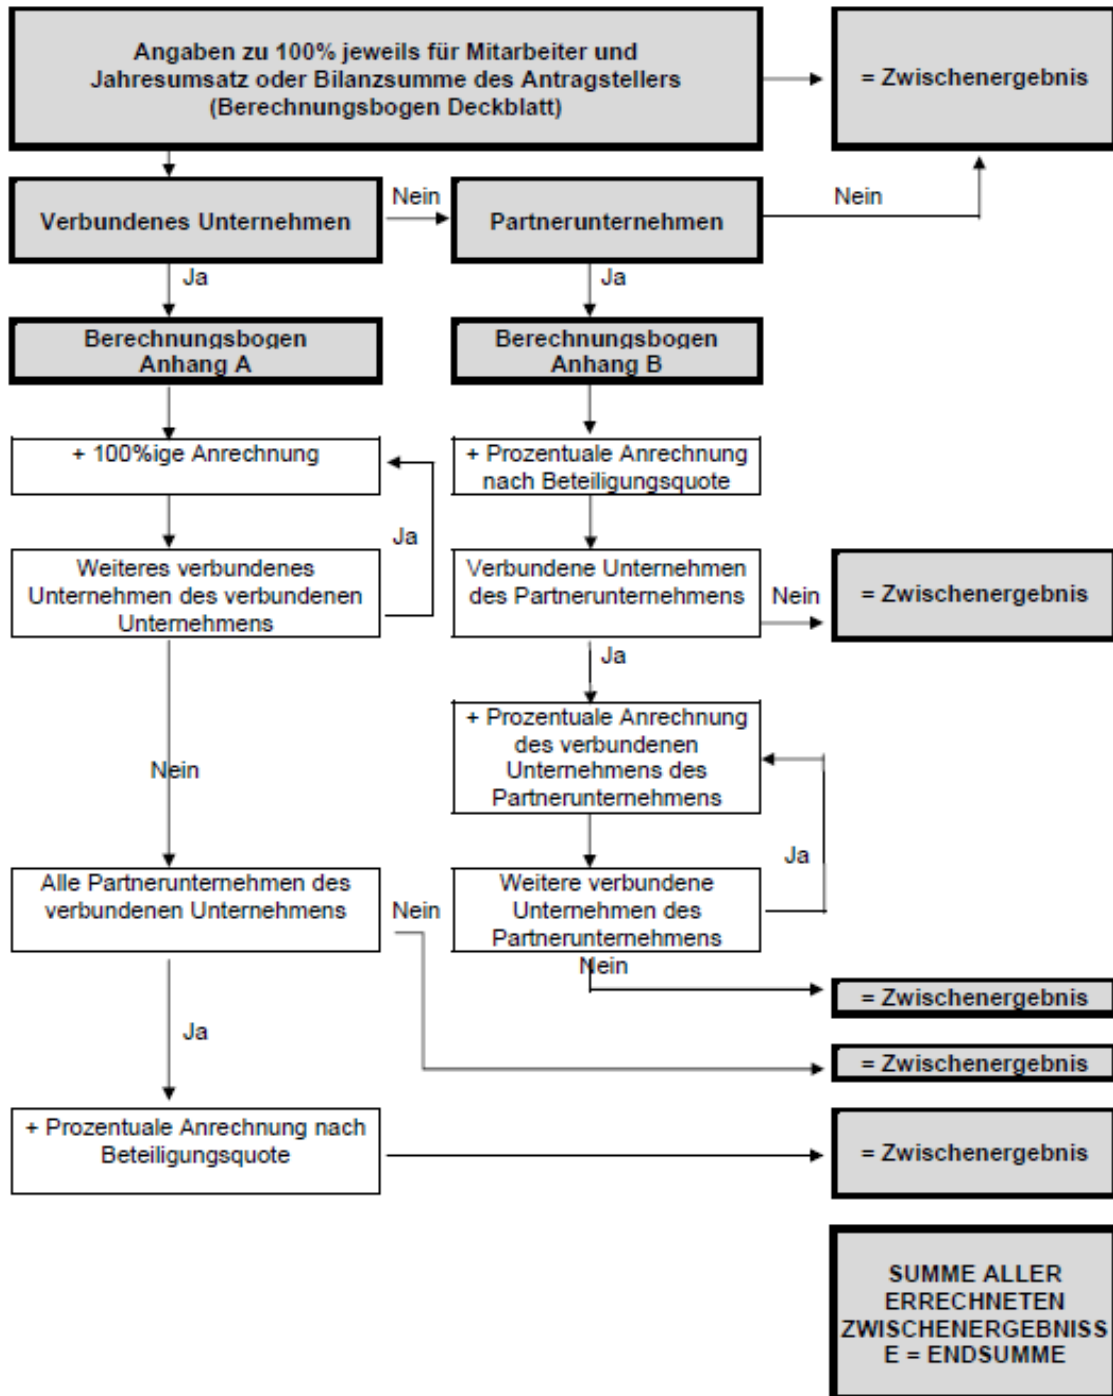 Angaben zu 100% jeweils für Mitarbeiter und
Jahresumsatz oder Bilanzsumme des Antragstellers
(Berechnungsbogen Deckblatt)
= Zwischenergebnis
Verbundenes Unternehmen
Nein
Partnerunternehmen
Nein
Ja
Ja
Berechnungsbogen
Anhang A
Berechnungsbogen
Anhang B
+ 100%ige Anrechnung
+ Prozentuale Anrechnung
nach Beteiligungsquote
Ja
Weiteres verbundenes
Unternehmen des verbundenen
Unternehmens
Verbundene Unternehmen
des Partnerunternehmens
Nein
= Zwischenergebnis
Ja
+ Prozentuale Anrechnung
des verbundenen
Unternehmens des
Partnerunternehmens
Nein
Ja
Alle Partnerunternehmen des
verbundenen Unternehmens
Nein
Weitere verbundene
Unternehmen des
Partnerunternehmens
Nein
= Zwischenergebnis
Ja
= Zwischenergebnis
+ Prozentuale Anrechnung nach
Beteiligungsquote
= Zwischenergebnis
SUMME ALLER
ERRECHNETEN
ZWISCHENERGEBNISS
E = ENDSUMME